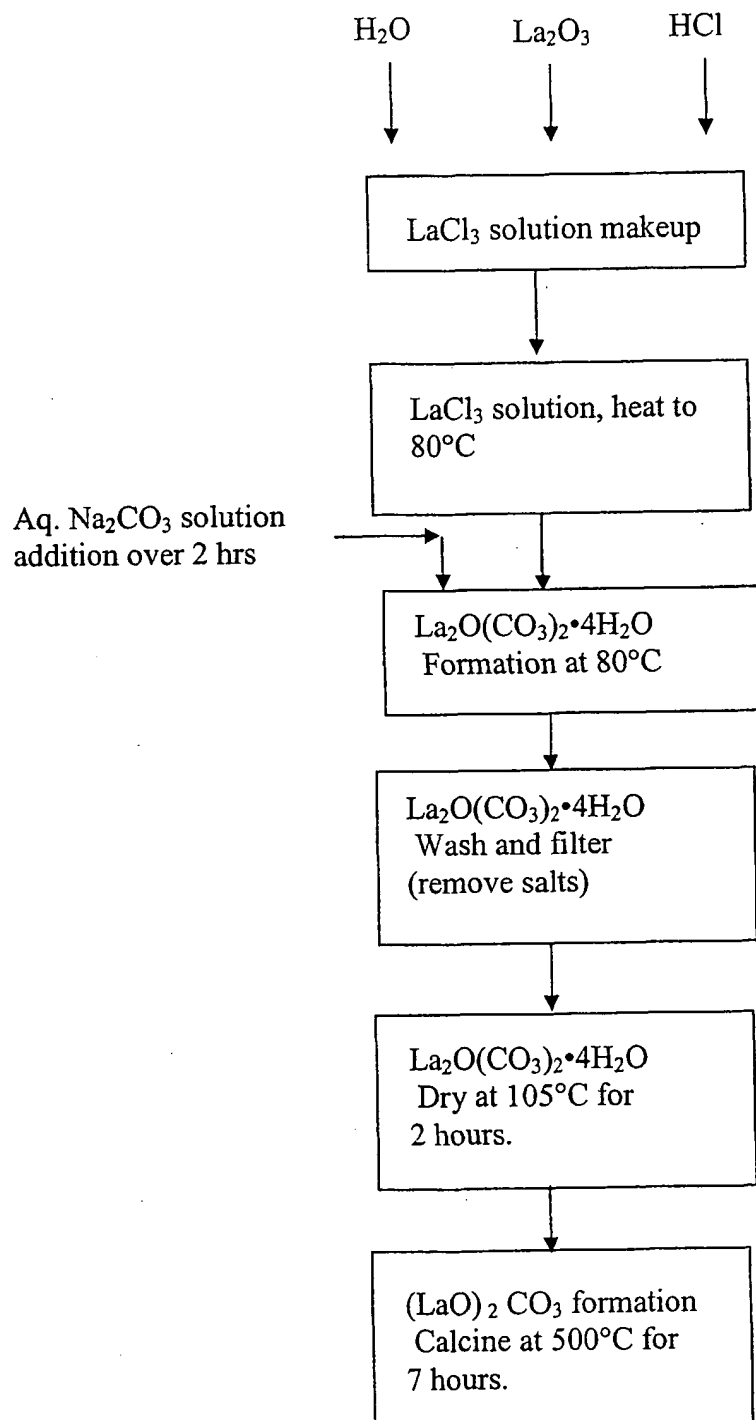 H₂O La₂O₃ HCl
LaCl₃ solution makeup
LaCl₃ solution, heat to
80°C
Aq. Na₂CO₃ solution
addition over 2 hrs
La₂O(CO₃)₂•4H₂O
Formation at 80°C
La₂O(CO₃)₂•4H₂O
Wash and filter
(remove salts)
La₂O(CO₃)₂•4H₂O
Dry at 105°C for
2 hours.
(LaO)₂ CO₃ formation
Calcine at 500°C for
7 hours.